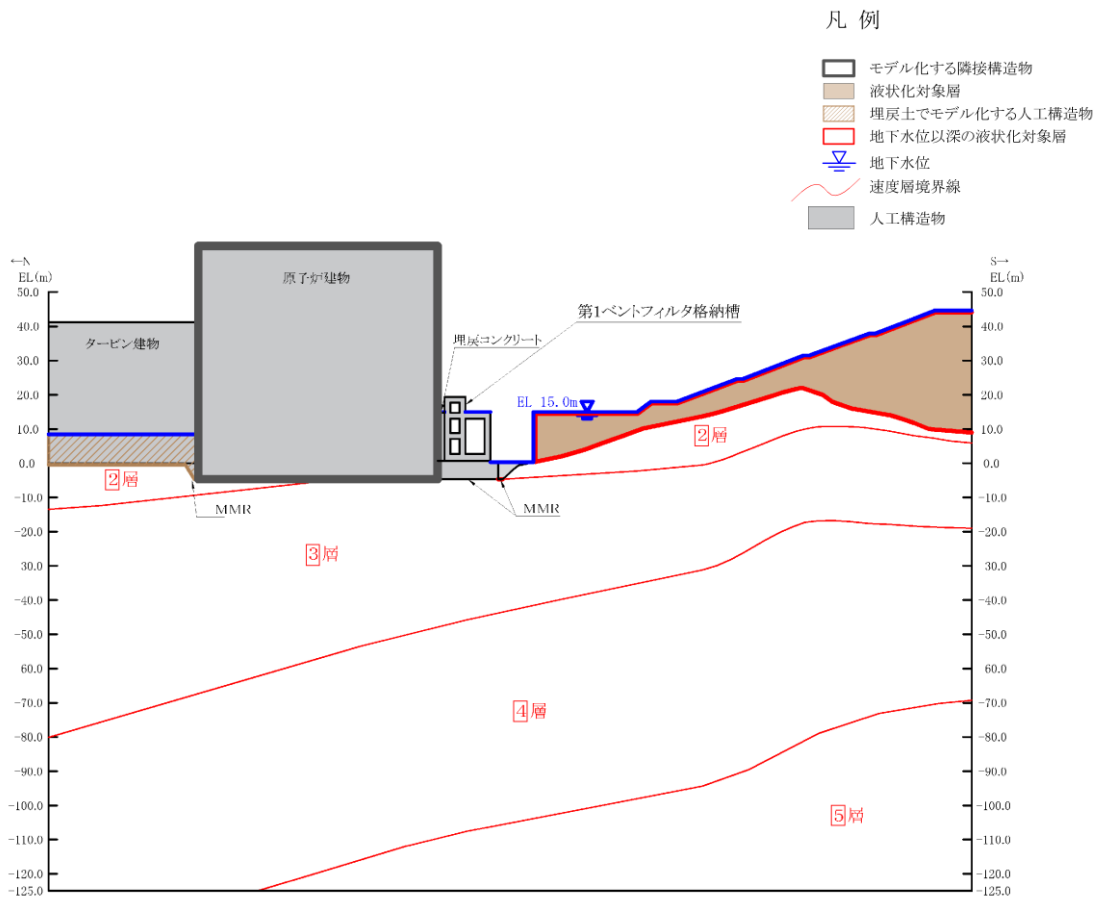 凡 例
モデル化する隣接構造物
液状化対象層
埋戻土でモデル化する人工構造物
地下水位以深の液状化対象層
地下水位
速度層境界線
人工構造物
←N
EL(m)
S→
EL(m)
原子炉建物
タービン建物
第1ベントフィルタ格納槽
埋戻コンクリート
EL 15.0m
2層
2層
MMR
MMR
3層
4層
5層
50.0
40.0
30.0
20.0
10.0
0.0
-10.0
-20.0
30.0
-40.0
-50.0
60.0
-70.0
-80.0
-90.0
-100.0
-110.0
-120.0
-125.0
50.0
40.0
30.0
20.0
10.0
0.0
-10.0
-20.0
30.0
-40.0
-50.0
60.0
-70.0
-80.0
-90.0
-100.0
-110.0
-120.0
-125.0